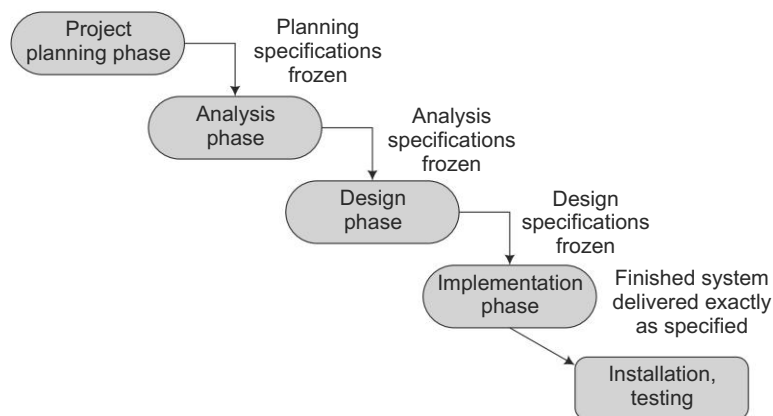 Project
planning phase
Planning
specifications
frozen
Analysis
phase
Analysis
specifications
frozen
Design
phase
Design
specifications
frozen
Implementation
phase
Finished system
delivered exactly
as specified
Installation,
testing